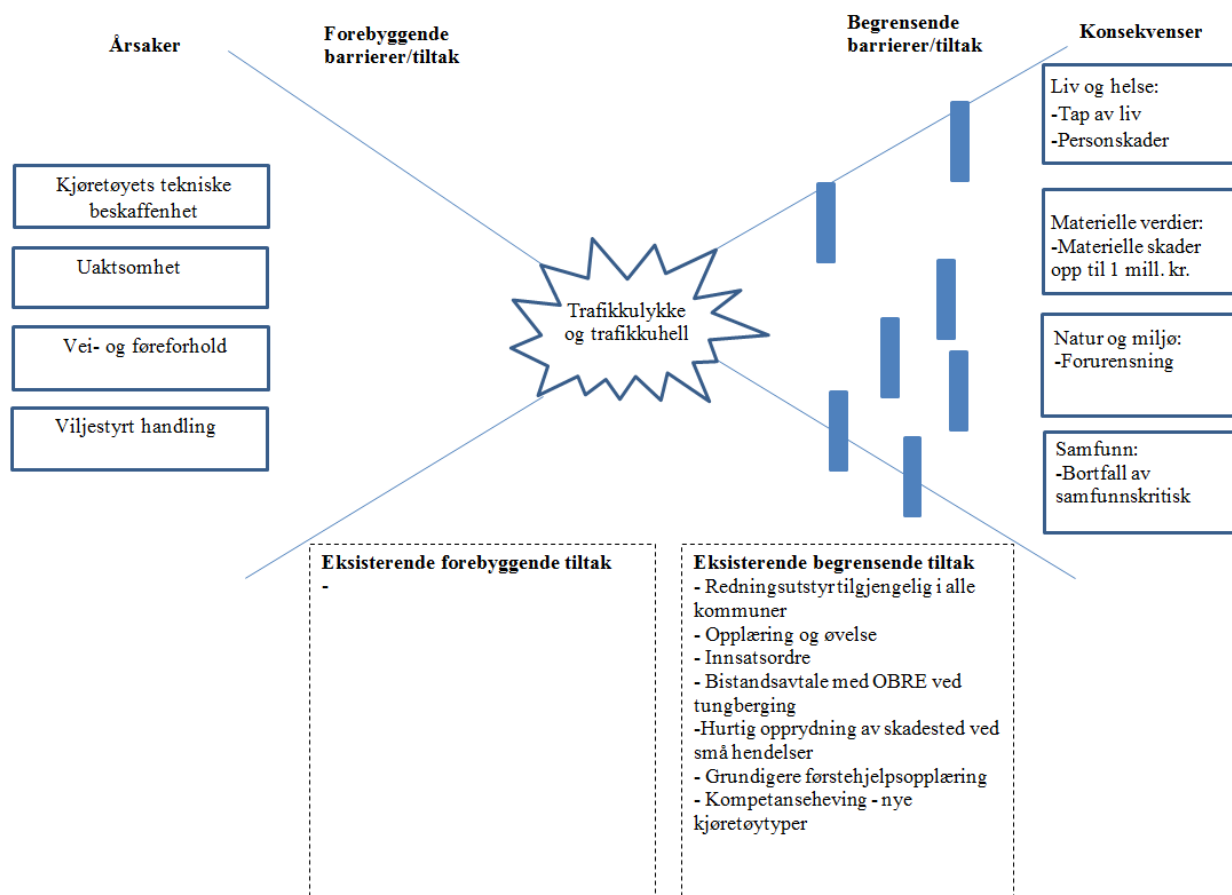 Årsaker
Forebyggende
barrierer/tiltak
Begrensende
barrierer/tiltak
Konsekvenser
Kjøretøyets tekniske
beskaffenhet
Uaktsomhet
Vei- og føreforhold
Viljestyrt handling
Trafikkulykke
og trafikkuhell
Liv og helse:
-Tap av liv
-Personskader
Materielle verdier:
-Materielle skader
opp til 1 mill. kr.
Natur og miljø:
-Forurensning
Samfunn:
-Bortfall av
samfunnskritisk
Eksisterende forebyggende tiltak
-
Eksisterende begrensende tiltak
- Redningsutstyr tilgjengelig i alle
kommuner
- Opplæring og øvelse
- Innsatsordre
- Bistandsavtale med OBRE ved
tungberging
-Hurtig opprydning av skadested ved
små hendelser
- Grundigere førstehjelpsopplæring
- Kompetanseheving - nye
kjøretøytyper